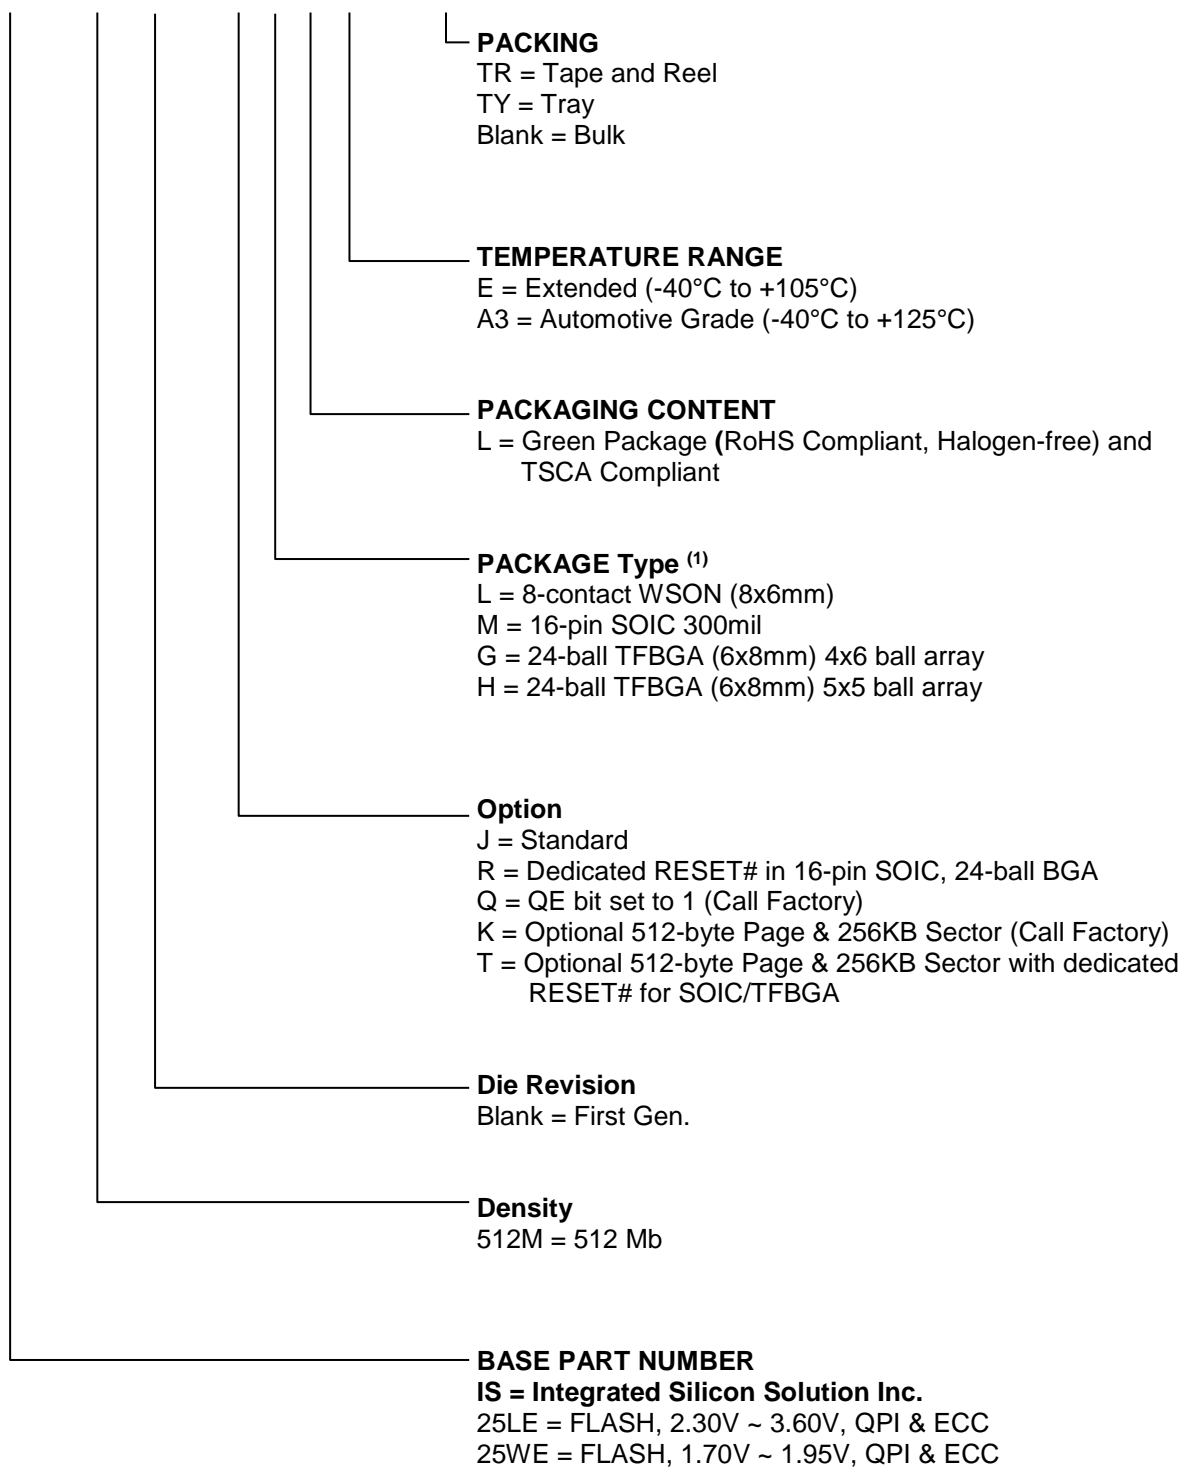 PACKING
TR = Tape and Reel
TY = Tray
Blank = Bulk
TEMPERATURE RANGE
E = Extended (-40°C to +105°C)
A3 = Automotive Grade (-40°C to +125°C)
PACKAGING CONTENT
L = Green Package (RoHS Compliant, Halogen-free) and
TSCA Compliant
PACKAGE Type (1)
L = 8-contact WSON (8x6mm)
M = 16-pin SOIC 300mil
G = 24-ball TFBGA (6x8mm) 4x6 ball array
H = 24-ball TFBGA (6x8mm) 5x5 ball array
Option
J = Standard
R = Dedicated RESET# in 16-pin SOIC, 24-ball BGA
Q = QE bit set to 1 (Call Factory)
K = Optional 512-byte Page & 256KB Sector (Call Factory)
T = Optional 512-byte Page & 256KB Sector with dedicated
RESET# for SOIC/TFBGA
Die Revision
Blank = First Gen.
Density
512M = 512 Mb
BASE PART NUMBER
IS = Integrated Silicon Solution Inc.
25LE = FLASH, 2.30V ~ 3.60V, QPI & ECC
25WE = FLASH, 1.70V ~ 1.95V, QPI & ECC